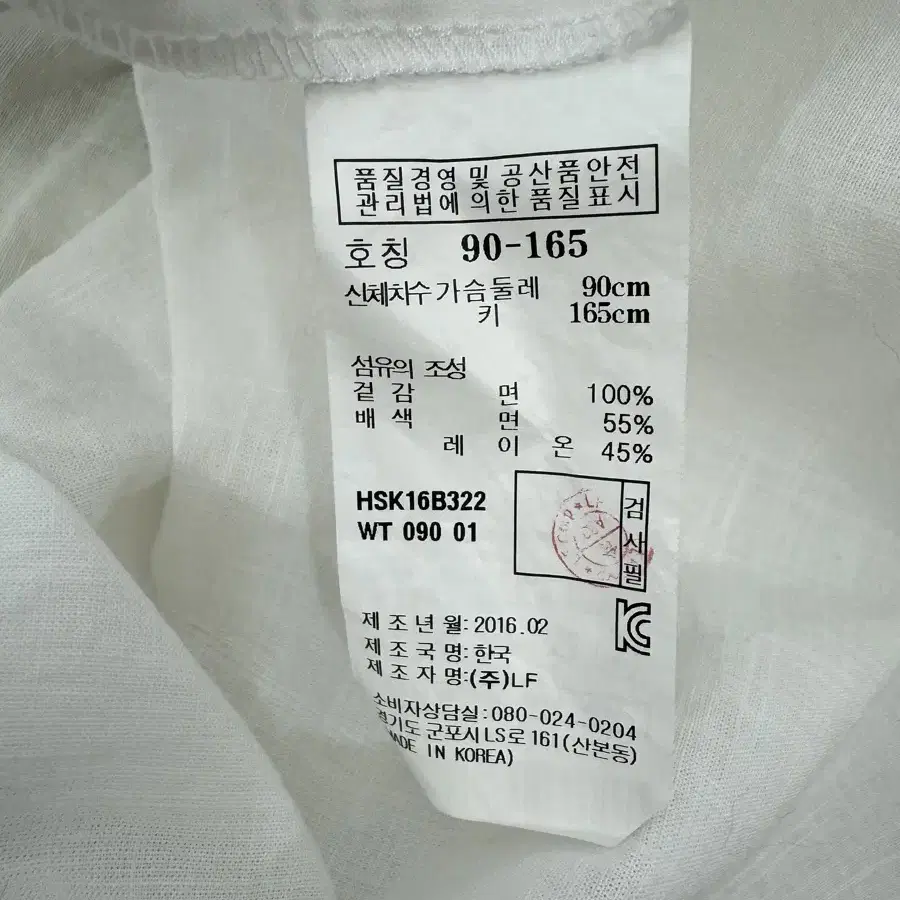 품질경영 및 공산품안전
관리법에 의한 품질표시
호칭 90-165
신체치수 가슴둘레 90cm
키 165cm
섬유의 조성
겉감 면 100%
배색 면 55%
레이온 45%
HSK16B322
WT 090 01
검사필
제조년월:2016.02
제조국명:한국
제조자명:(주)LF
소비자상담실:080-024-0204
경기도 군포시 LS로 161(산본동)
MADE IN KOREA)